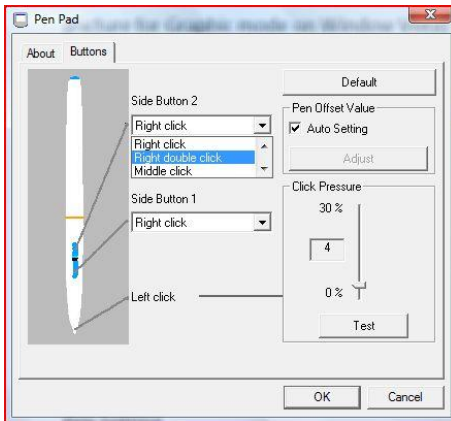 Pen Pad
About
Buttons
Side Button 2
Right click
Right click
Right double click
Middle click
Side Button 1
Right click
Left click
Default
Pen Offset Value
Auto Setting
Adjust
Click Pressure
30 %
4
0 %
Test
OK
Cancel